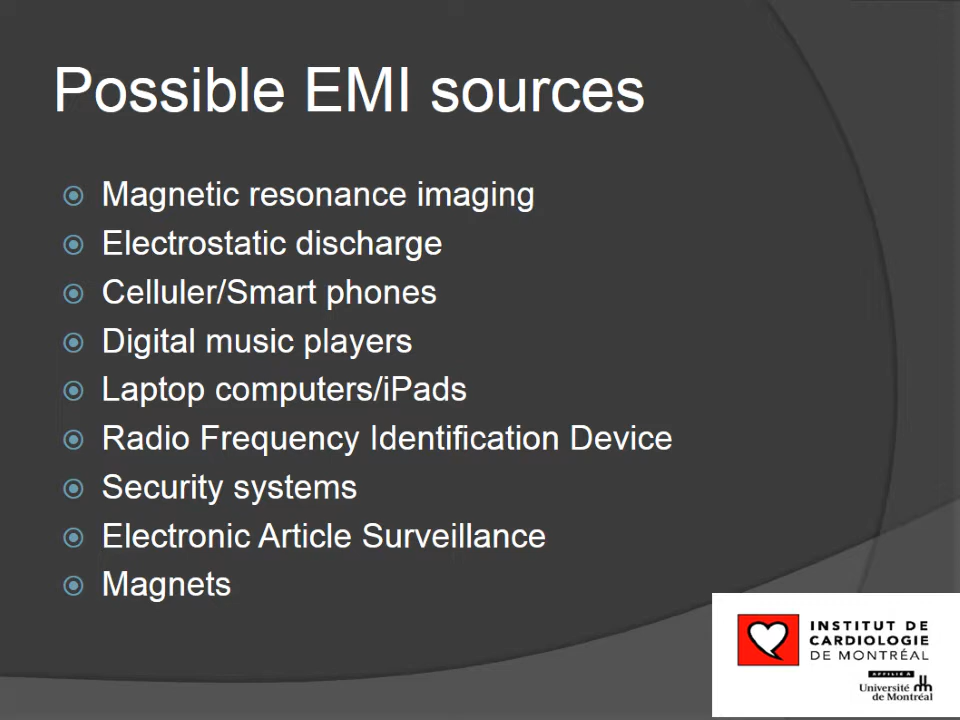 Possible EMI sources
Magnetic resonance imaging
Electrostatic discharge
Celluler/Smart phones
Digital music players
Laptop computers/iPads
Radio Frequency Identification Device
Security systems
Electronic Article Surveillance
Magnets
INSTITUT DE
CARDIOLOGIE
DE MONTRÉAL
AFFILIÉ À
Université
de Montréal